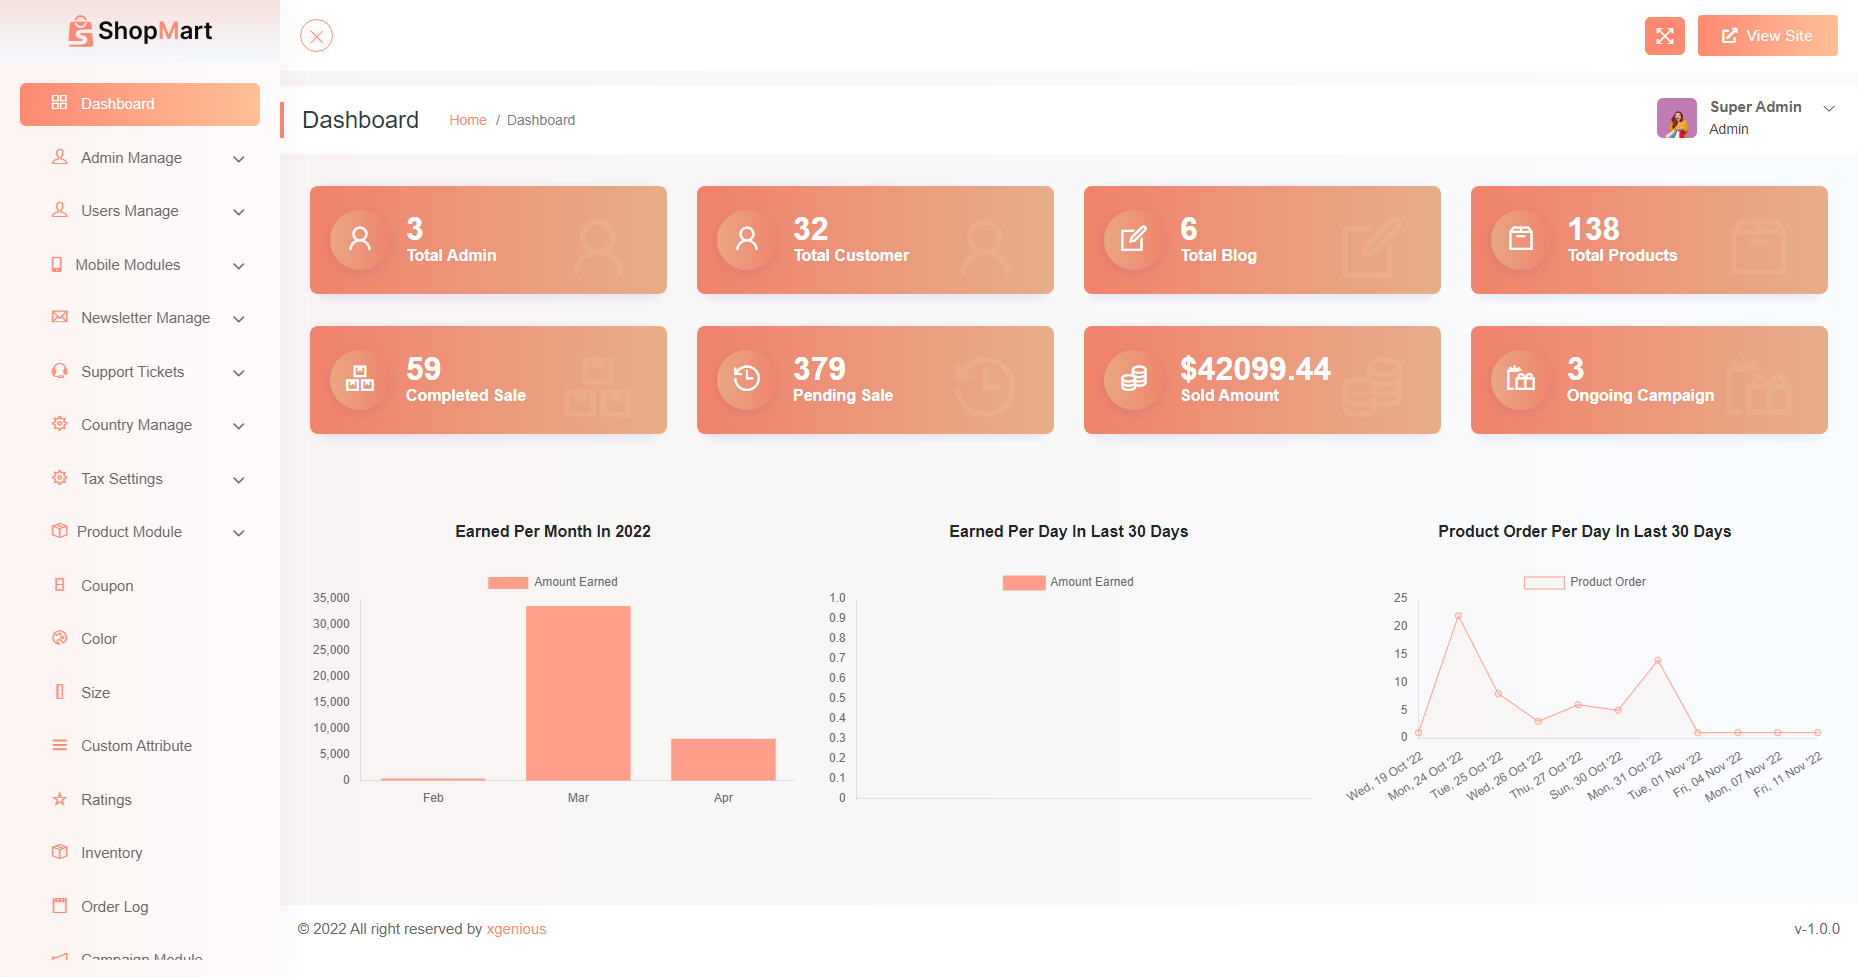 ShopMart
View Site
Dashboard
Admin Manage
Users Manage
Mobile Modules
Newsletter Manage
Support Tickets
Country Manage
Tax Settings
Product Module
Coupon
Color
Size
Custom Attribute
Ratings
Inventory
Order Log
Campaign Module
Dashboard
Home / Dashboard
Super Admin
Admin
3
Total Admin
32
Total Customer
6
Total Blog
138
Total Products
59
Completed Sale
379
Pending Sale
$42099.44
Sold Amount
3
Ongoing Campaign
Earned Per Month In 2022
Amount Earned
35,000
30,000
25,000
20,000
15,000
10,000
5,000
0
Feb Mar Apr
Earned Per Day In Last 30 Days
Amount Earned
1.0
0.9
0.8
0.7
0.6
0.5
0.4
0.3
0.2
0.1
0
Product Order Per Day In Last 30 Days
Product Order
25
20
15
10
5
0
Wed, 19 Oct '22
Mon, 24 Oct '22
Tue, 25 Oct '22
Wed, 26 Oct '22
Thu, 27 Oct '22
Sun, 30 Oct '22
Mon, 31 Oct '22
Tue, 01 Nov '22
Fri, 04 Nov '22
Mon, 07 Nov '22
Fri, 11 Nov '22
© 2022 All right reserved by xgenious
v-1.0.0